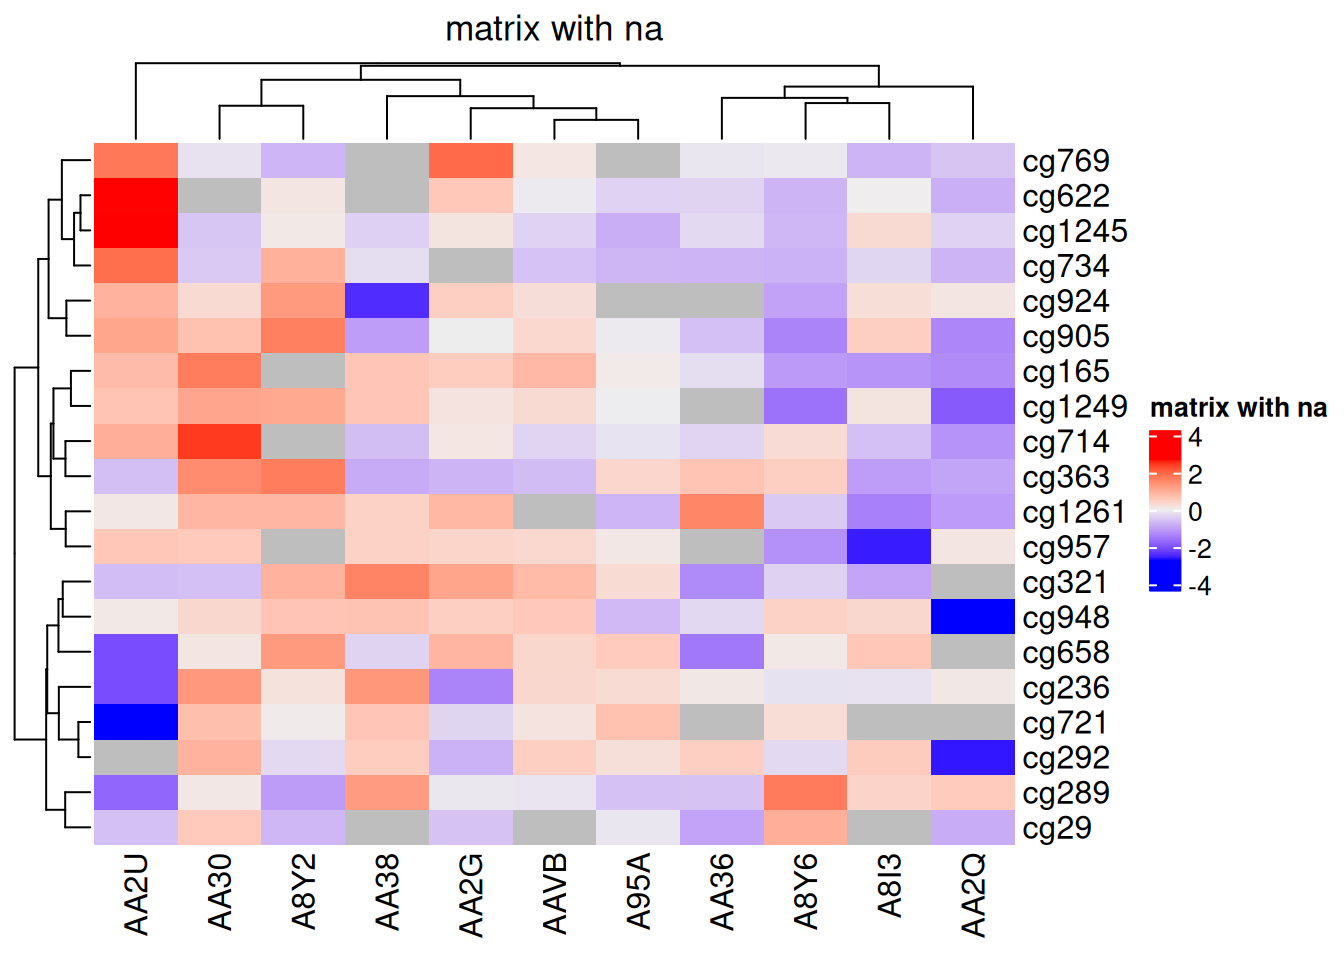 matrix with na
cg769
cg622
cg1245
cg734
cg924
cg905
cg165
cg1249
cg714
cg363
cg1261
cg957
cg321
cg948
cg658
cg236
cg721
cg292
cg289
cg29
AA2U
AA30
A8Y2
AA38
AA2G
AAVB
A95A
AA36
A8Y6
A8I3
AA2Q
matrix with na
4
2
0
-2
-4